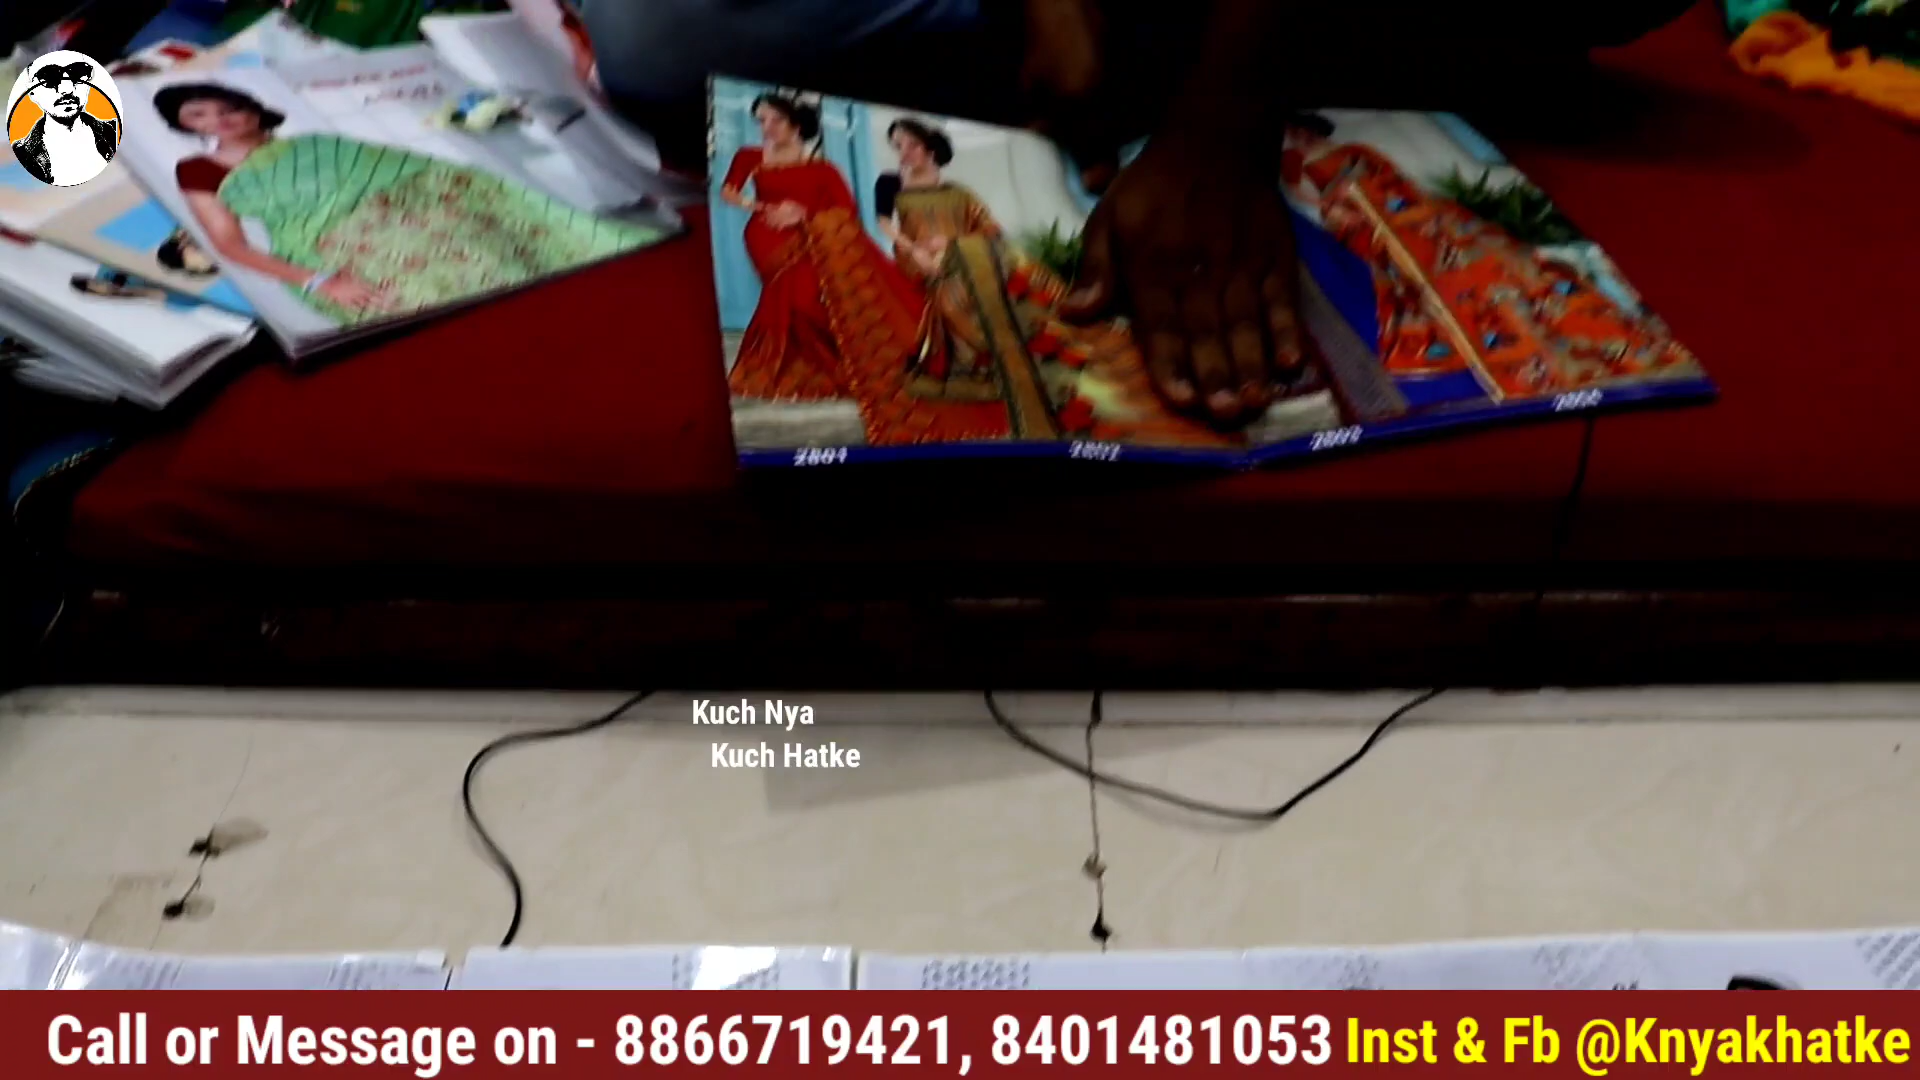 Kuch Nya
Kuch Hatke
Call or Message on - 8866719421, 8401481053 Inst & Fb @Knyakhatke